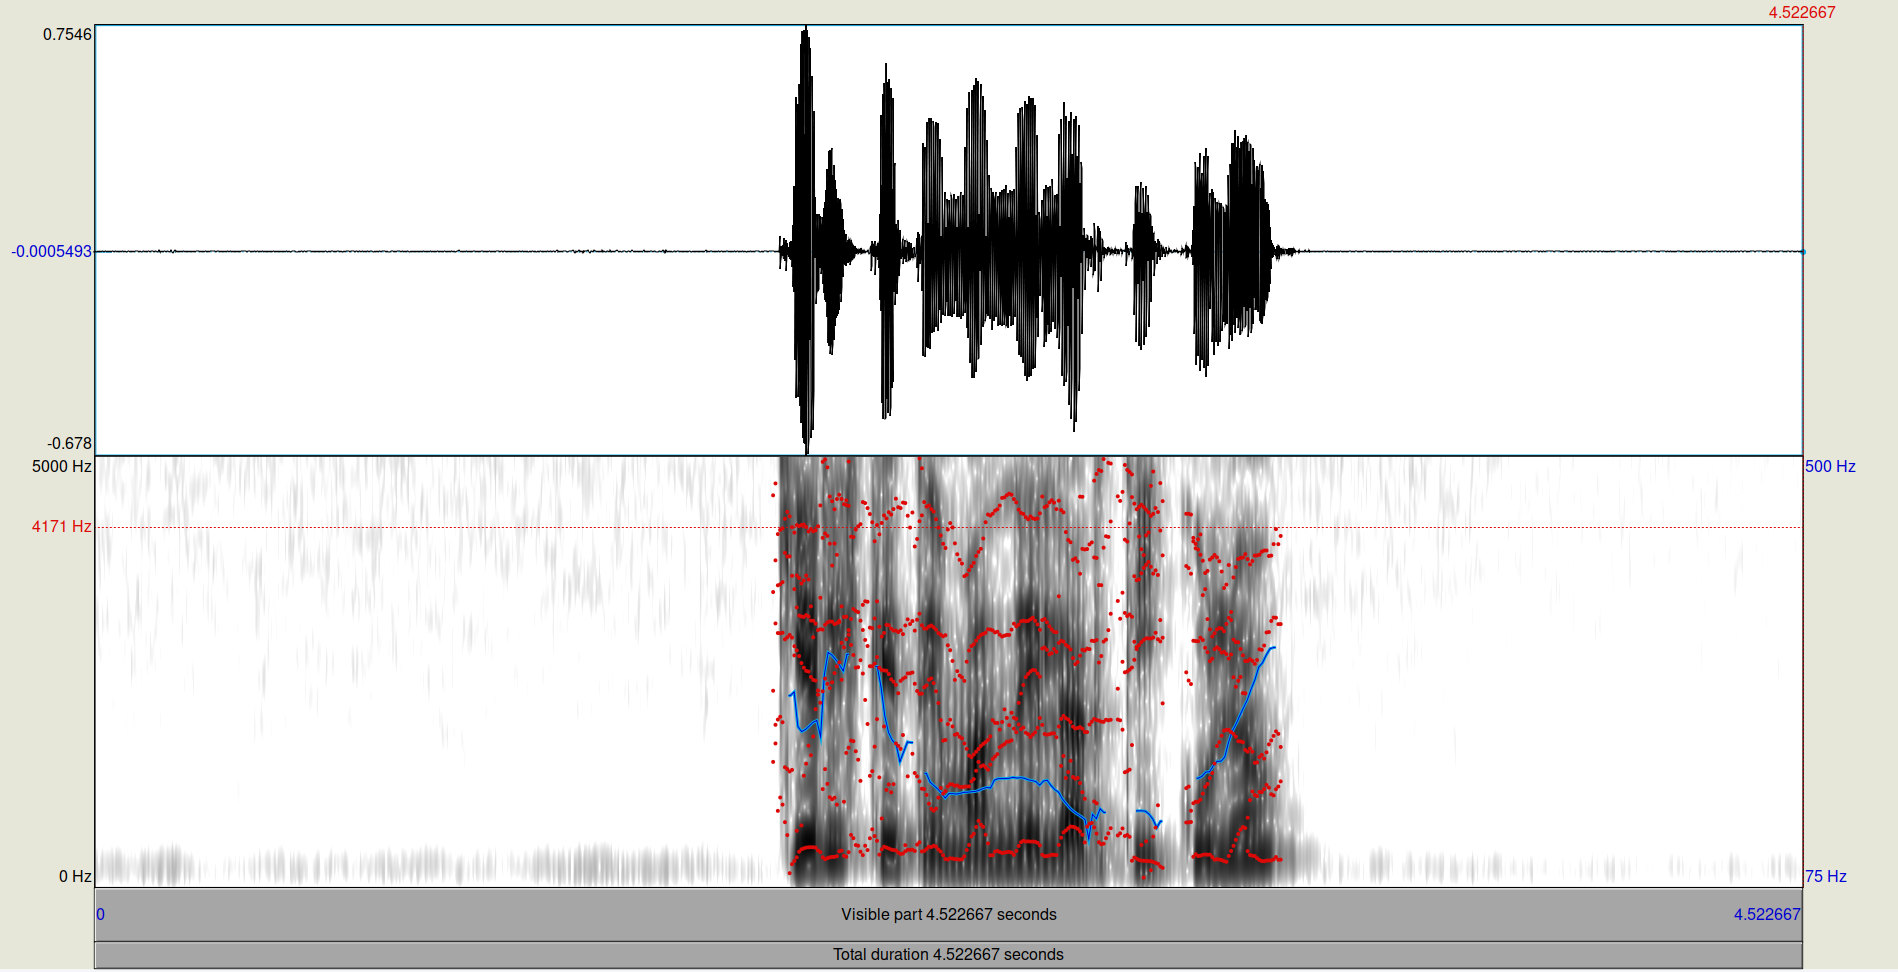 4.522667
0.7546
-0.0005493
-0.678
5000 Hz
500 Hz
4171 Hz
0 Hz
75 Hz
0
Visible part 4.522667 seconds
4.522667
Total duration 4.522667 seconds